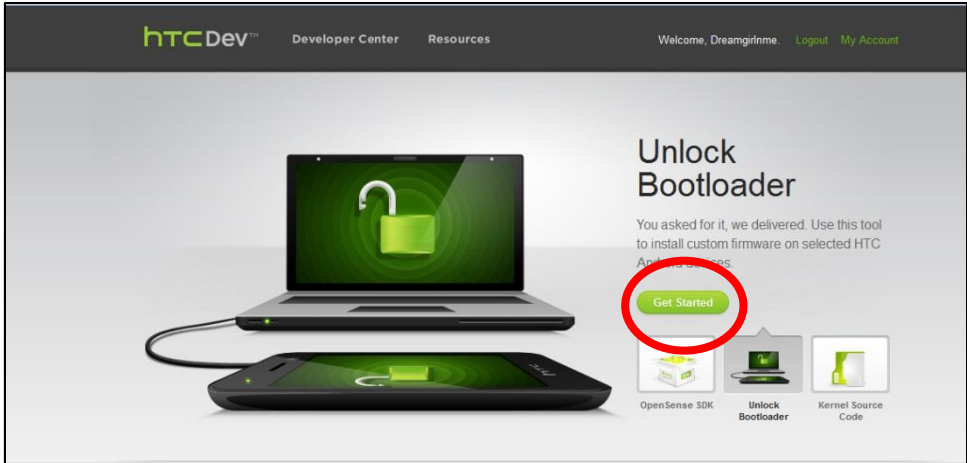 htcDev™ Developer Center Resources Welcome, Dreamgirlnme. Logout My Account
Unlock
Bootloader
You asked for it, we delivered. Use this tool
to install custom firmware on selected HTC
Android devices.
Get Started
OpenSense SDK
Unlock
Bootloader
Kernel Source
Code